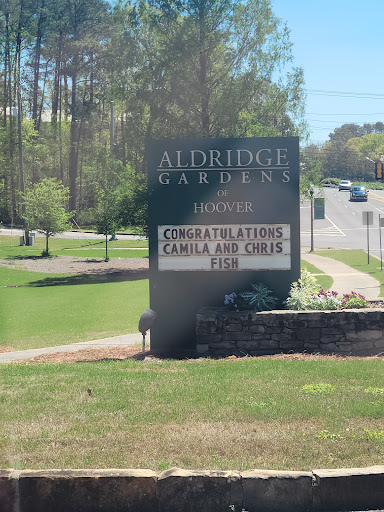 ALDRIDGE
GARDENS
OF
HOOVER
CONGRATULATIONS
CAMILA AND CHRIS
FISH